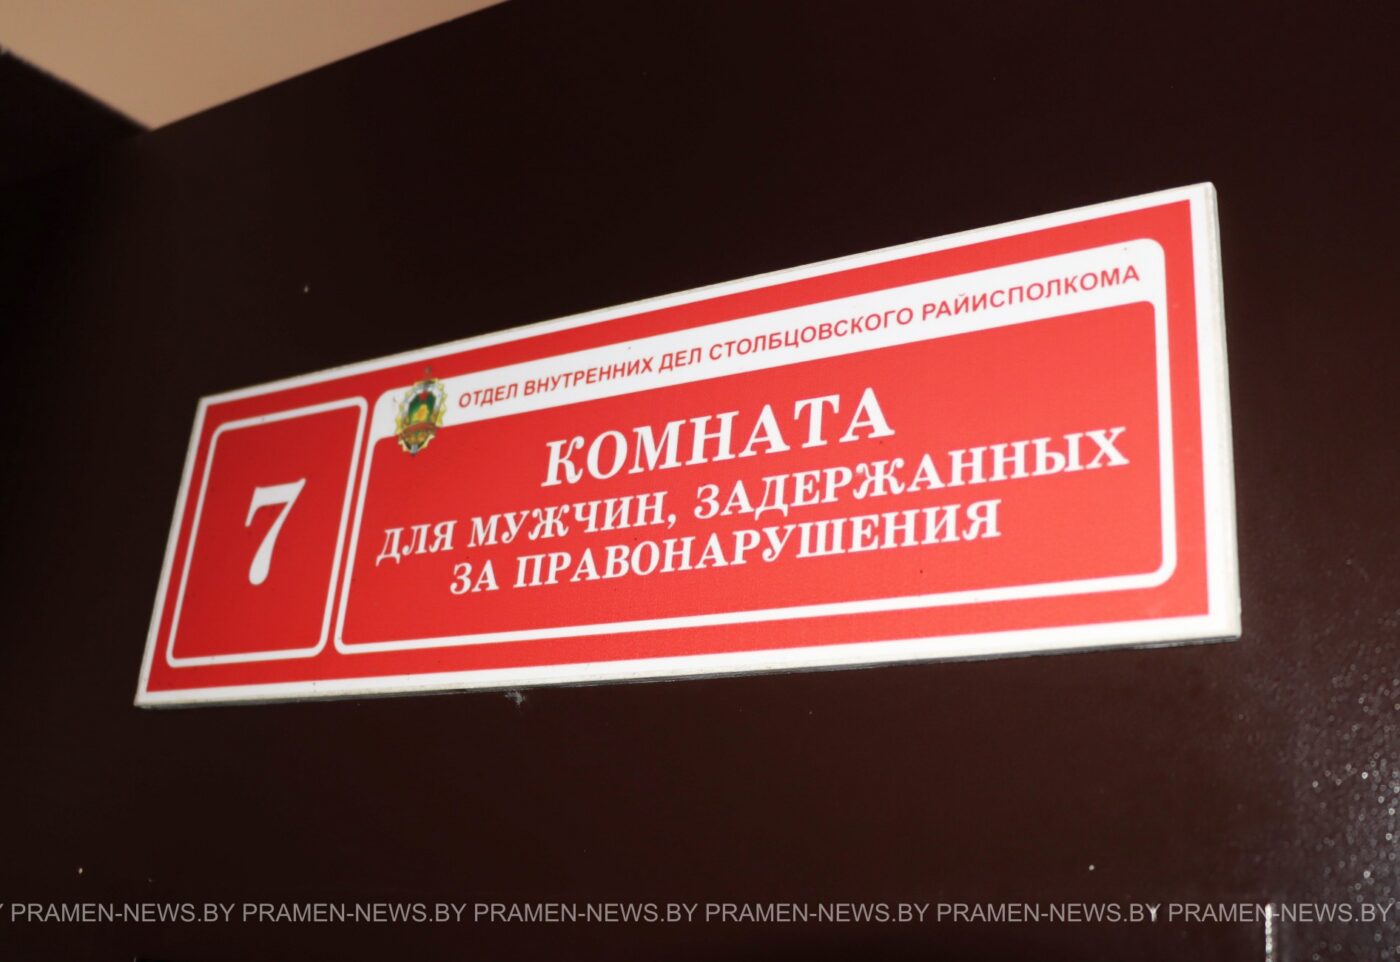 ОТДЕЛ ВНУТРЕННИХ ДЕЛ СТОЛБЦОВСКОГО РАЙИСПОЛКОМА
7
КОМНАТА
ДЛЯ МУЖЧИН, ЗАДЕРЖАННЫХ
ЗА ПРАВОНАРУШЕНИЯ
PRAMEN-NEWS.BY PRAMEN-NEWS.BY PRAMEN-NEWS.BY PRAMEN-NEWS.BY PRAMEN-NEWS.BY PRAMEN-NEWS.BY